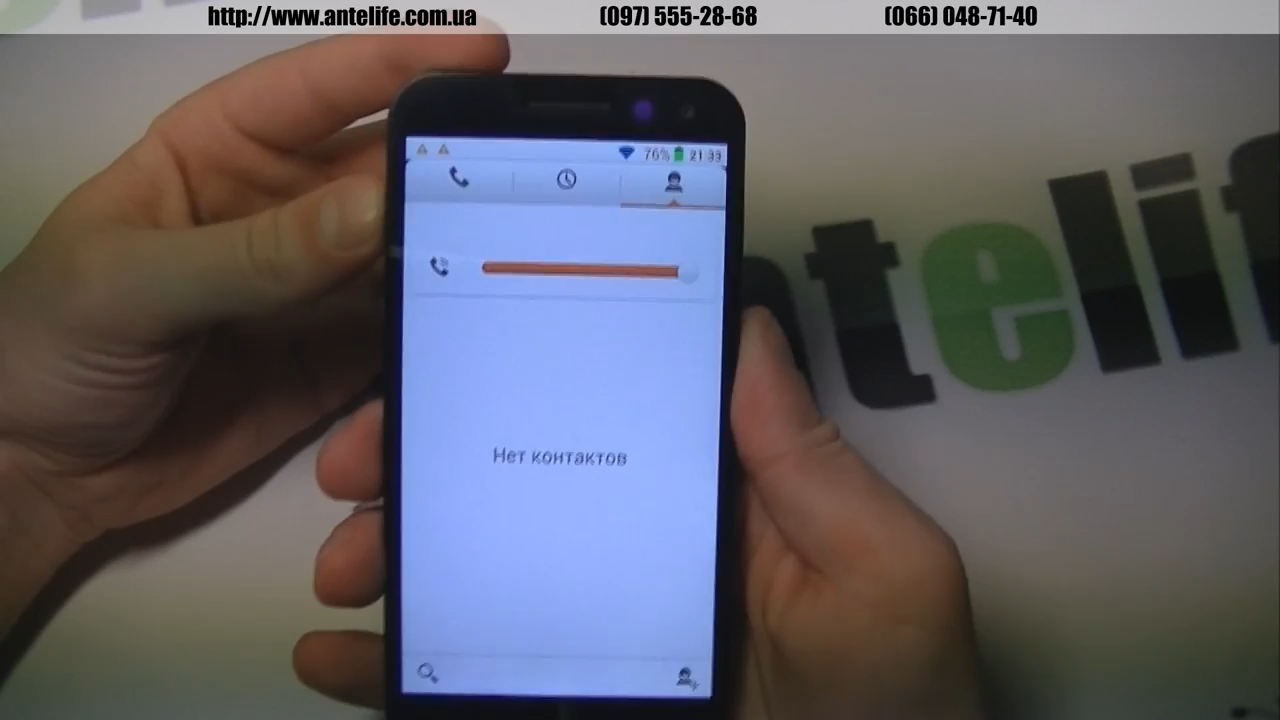 http://www.antelife.com.ua (097) 555-28-68 (066) 048-71-40
76% 21:33
antelif
Нет контактов